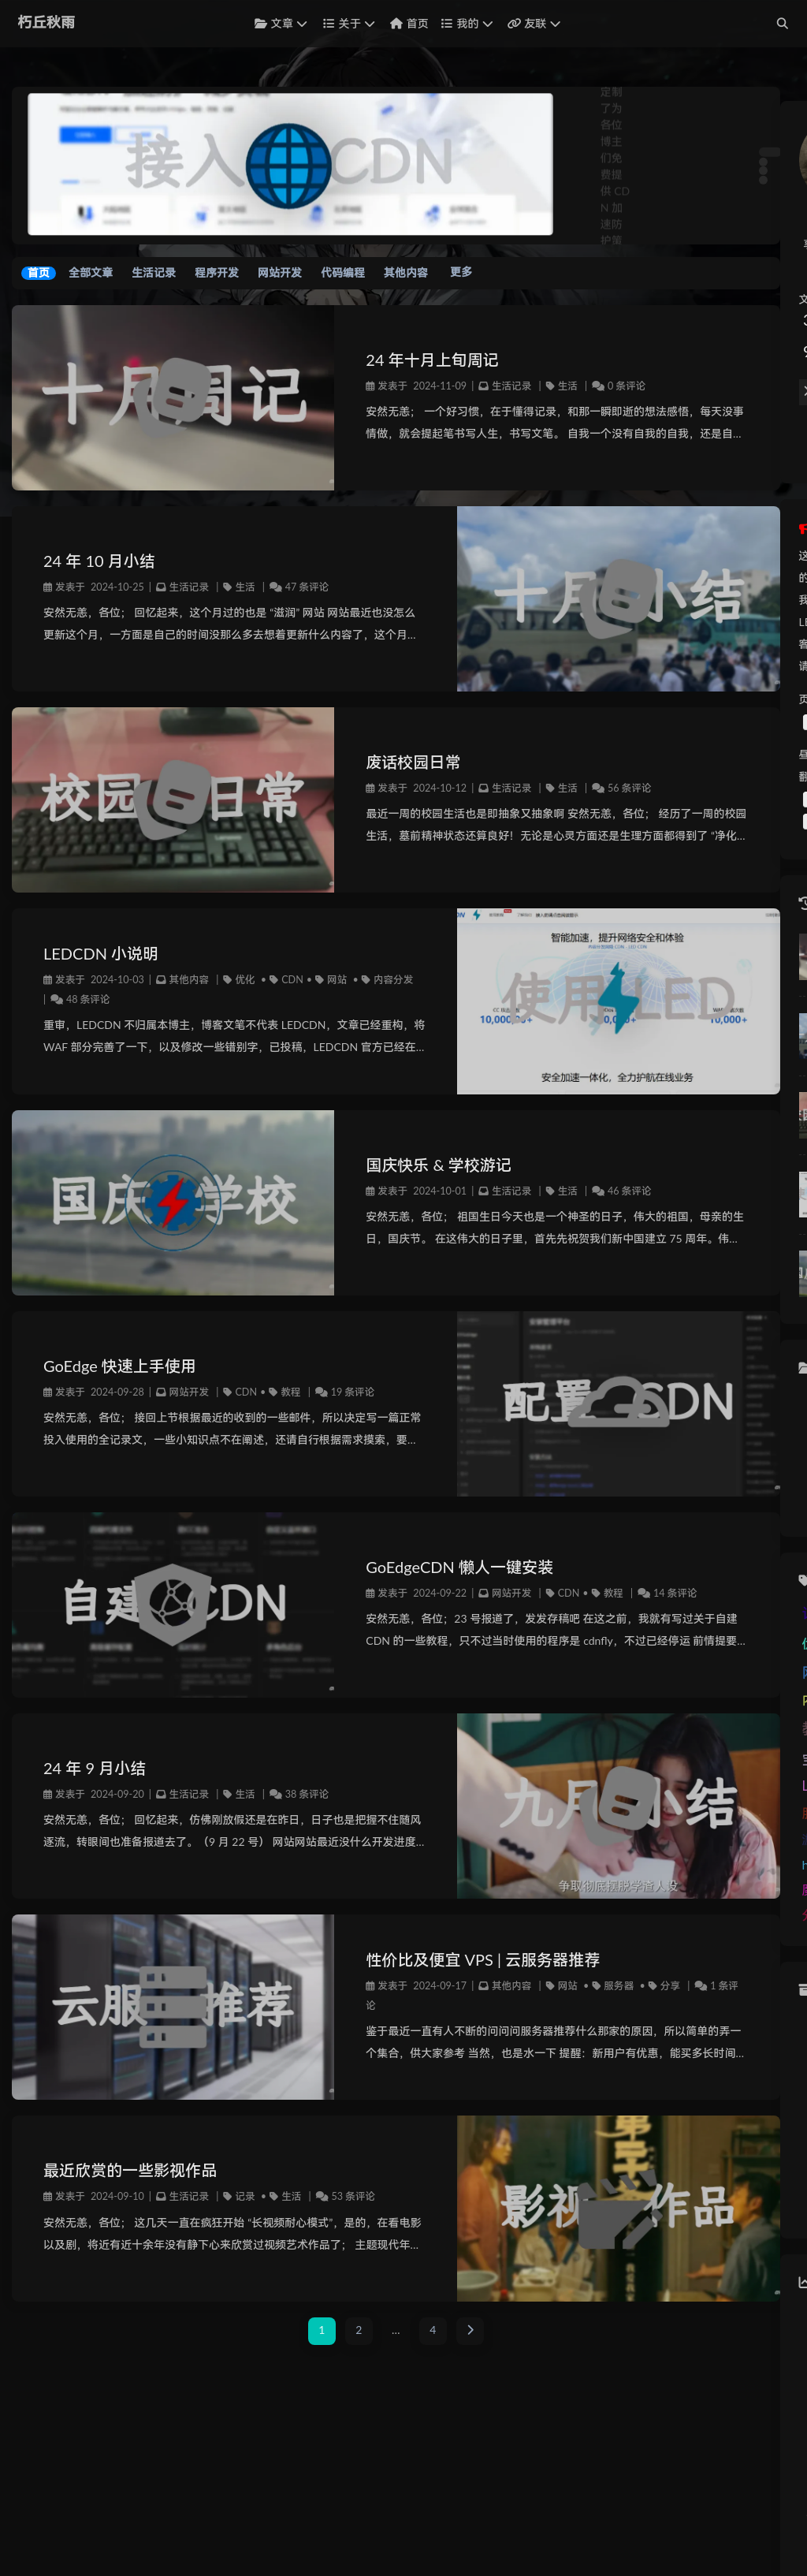 朽丘秋雨
文章 关于 首页 我的 友联
接入 CDN
定制
了为
各位
博主
们免
费提
供 CD
N 加
速防
护策
首页 全部文章 生活记录 程序开发 网站开发 代码编程 其他内容 更多
十月 周记
24 年十月上旬周记
发表于 2024-11-09 | 生活记录 | 生活 | 0 条评论
安然无恙； 一个好习惯，在于懂得记录，和那一瞬即逝的想法感悟，每天没事
情做，就会提起笔书写人生，书写文笔。 自我一个没有自我的自我，还是自...
24 年 10 月小结
发表于 2024-10-25 | 生活记录 | 生活 | 47 条评论
安然无恙，各位； 回忆起来，这个月过的也是 “滋润” 网站 网站最近也没怎么
更新这个月，一方面是自己的时间没那么多去想着更新什么内容了，这个月...
十月 小结
校园 日常
废话校园日常
发表于 2024-10-12 | 生活记录 | 生活 | 56 条评论
最近一周的校园生活也是即抽象又抽象啊 安然无恙，各位； 经历了一周的校园
生活，墓前精神状态还算良好！无论是心灵方面还是生理方面都得到了 “净化...
LEDCDN 小说明
发表于 2024-10-03 | 其他内容 | 优化 • CDN • 网站 • 内容分发
| 48 条评论
重审，LEDCDN 不归属本博主，博客文笔不代表 LEDCDN，文章已经重构，将
WAF 部分完善了一下，以及修改一些错别字，已投稿，LEDCDN 官方已经在...
智能加速，提升网络安全和体验
使用 LED
安全加速一体化，全力护航在线业务
国庆 学校
国庆快乐 & 学校游记
发表于 2024-10-01 | 生活记录 | 生活 | 46 条评论
安然无恙，各位； 祖国生日今天也是一个神圣的日子，伟大的祖国，母亲的生
日，国庆节。 在这伟大的日子里，首先先祝贺我们新中国建立 75 周年。伟...
GoEdge 快速上手使用
发表于 2024-09-28 | 网站开发 | CDN • 教程 | 19 条评论
安然无恙，各位； 接回上节根据最近的收到的一些邮件，所以决定写一篇正常
投入使用的全记录文，一些小知识点不在阐述，还请自行根据需求摸索，要...
配置 CDN
自建 CDN
GoEdgeCDN 懒人一键安装
发表于 2024-09-22 | 网站开发 | CDN • 教程 | 14 条评论
安然无恙，各位；23 号报道了，发发存稿吧 在这之前，我就有写过关于自建
CDN 的一些教程，只不过当时使用的程序是 cdnfly，不过已经停运 前情提要...
24 年 9 月小结
发表于 2024-09-20 | 生活记录 | 生活 | 38 条评论
安然无恙，各位； 回忆起来，仿佛刚放假还是在昨日，日子也是把握不住随风
逐流，转眼间也准备报道去了。（9 月 22 号） 网站网站最近没什么开发进度...
九月 小结
争取彻底摆脱学渣人设
云服 推荐
性价比及便宜 VPS | 云服务器推荐
发表于 2024-09-17 | 其他内容 | 网站 • 服务器 • 分享 | 1 条评
论
鉴于最近一直有人不断的问问问服务器推荐什么那家的原因，所以简单的弄一
个集合，供大家参考 当然，也是水一下 提醒：新用户有优惠，能买多长时间...
最近欣赏的一些影视作品
发表于 2024-09-10 | 生活记录 | 记录 • 生活 | 53 条评论
安然无恙，各位； 这几天一直在疯狂开始 “长视频耐心模式”，是的，在看电影
以及剧，将近有近十余年没有静下心来欣赏过视频艺术作品了； 主题现代年...
影视 作品
1 2 ... 4